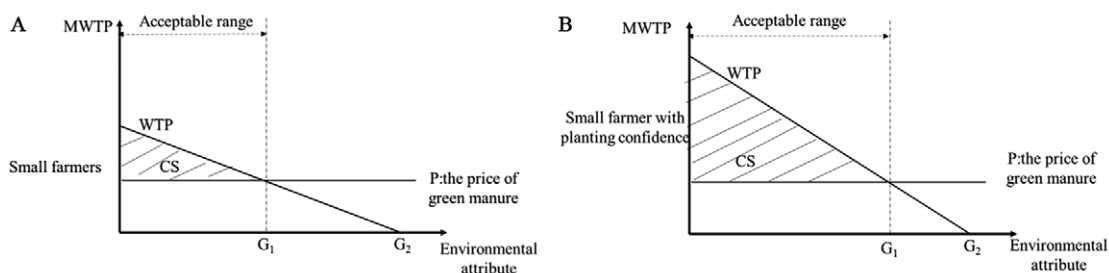 A
MWTP
Acceptable range
WTP
CS
Small farmers
P:the price of
green manure
G1
G2
Environmental
attribute
B
MWTP
Acceptable range
WTP
Small farmer with
planting confidence
CS
P:the price of
green manure
G1
G2
Environmental
attribute